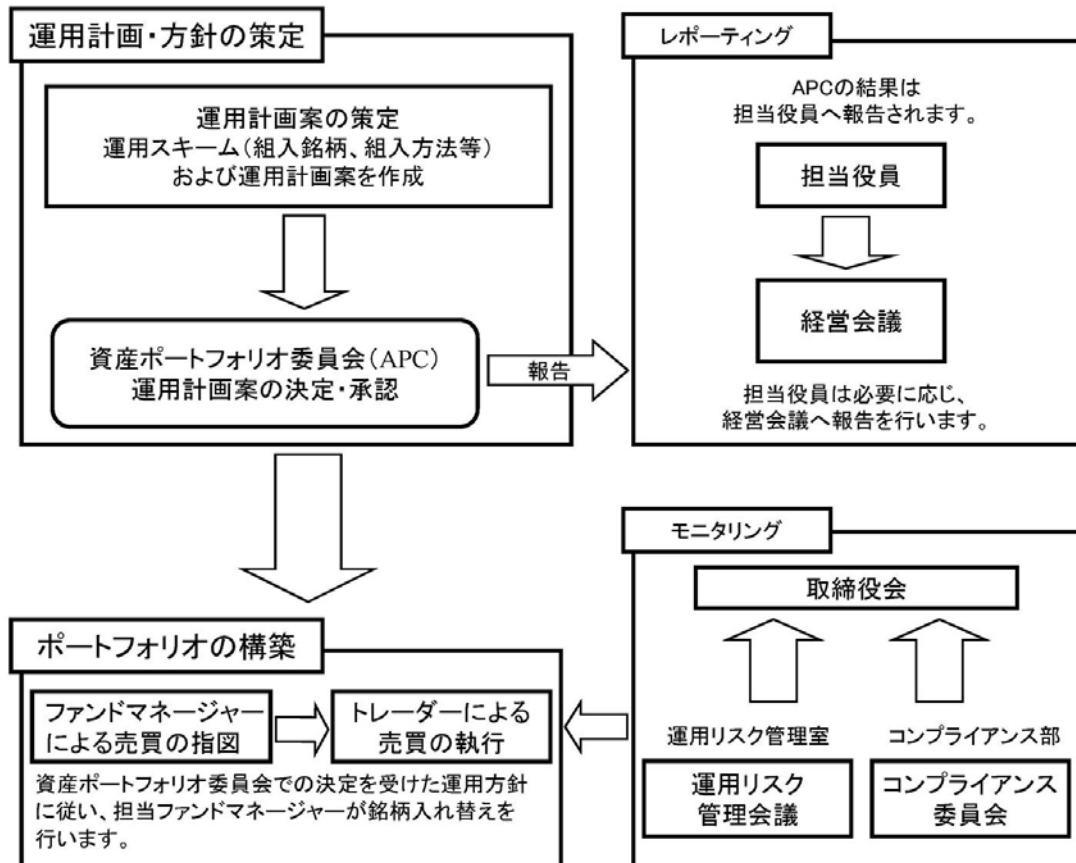 運用計画・方針の策定
運用計画案の策定
運用スキーム(組入銘柄、組入方法等)
および運用計画案を作成
資産ポートフォリオ委員会(APC)
運用計画案の決定・承認
報告
レポーティング
APCの結果は
担当役員へ報告されます。
担当役員
経営会議
担当役員は必要に応じ、
経営会議へ報告を行います。
ポートフォリオの構築
ファンドマネージャー
による売買の指図
トレーダーによる
売買の執行
資産ポートフォリオ委員会での決定を受けた運用方針
に従い、担当ファンドマネージャーが銘柄入れ替えを
行います。
モニタリング
取締役会
運用リスク管理室
運用リスク
管理会議
コンプライアンス部
コンプライアンス
委員会